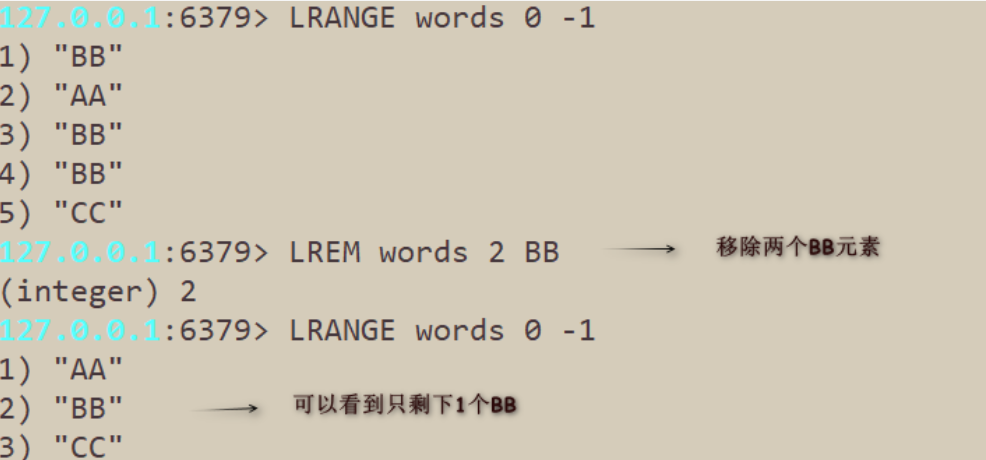 127.0.0.1:6379> LRANGE words 0 -1
1) "BB"
2) "AA"
3) "BB"
4) "BB"
5) "CC"
127.0.0.1:6379> LREM words 2 BB 移除两个BB元素
(integer) 2
127.0.0.1:6379> LRANGE words 0 -1
1) "AA"
2) "BB" 可以看到只剩下1个BB
3) "CC"